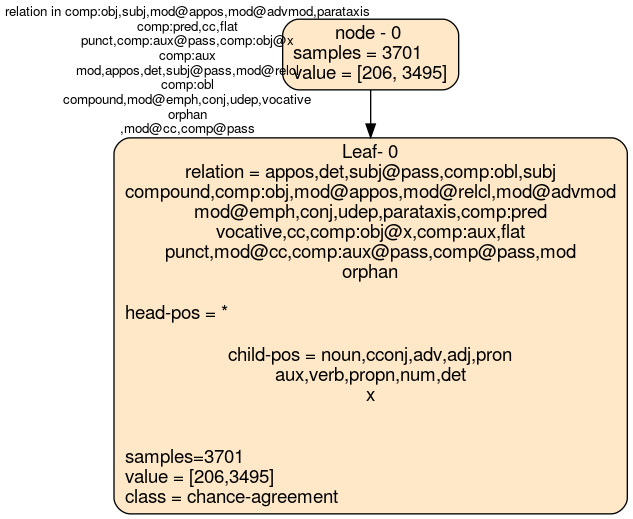 relation in comp:obj,subj,mod@appos,mod@advmod,parataxis
comp:pred,cc,flat
punct,comp:aux@pass,comp:obj@x
comp:aux
mod,appos,det,subj@pass,mod@relcl
comp:obl
compound,mod@emph,conj,udep,vocative
orphan
,mod@cc,comp@pass
node - 0
samples = 3701
value = [206, 3495]
Leaf- 0
relation = appos,det,subj@pass,comp:obl,subj
compound,comp:obj,mod@appos,mod@relcl,mod@advmod
mod@emph,conj,udep,parataxis,comp:pred
vocative,cc,comp:obj@x,comp:aux,flat
punct,mod@cc,comp:aux@pass,comp@pass,mod
orphan
head-pos = *
child-pos = noun,cconj,adv,adj,pron
aux,verb,propn,num,det
x
samples=3701
value = [206,3495]
class = chance-agreement